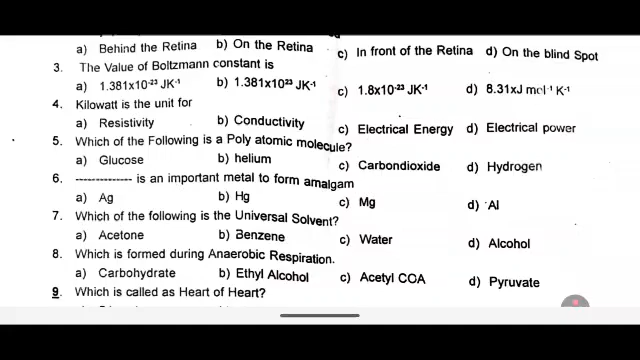 a) Behind the Retina b) On the Retina c) In front of the Retina d) On the blind Spot
3. The Value of Boltzmann constant is
a) 1.381x10⁻²³ JK⁻¹ b) 1.381x10²³ JK⁻¹ c) 1.8x10⁻²³ JK⁻¹ d) 8.31xJ mol⁻¹ K⁻¹
4. Kilowatt is the unit for
a) Resistivity b) Conductivity c) Electrical Energy d) Electrical power
5. Which of the Following is a Poly atomic molecule?
a) Glucose b) helium c) Carbondioxide d) Hydrogen
6. -------------- is an important metal to form amalgam
a) Ag b) Hg c) Mg d) Al
7. Which of the following is the Universal Solvent?
a) Acetone b) Benzene c) Water d) Alcohol
8. Which is formed during Anaerobic Respiration.
a) Carbohydrate b) Ethyl Alcohol c) Acetyl COA d) Pyruvate
9. Which is called as Heart of Heart?